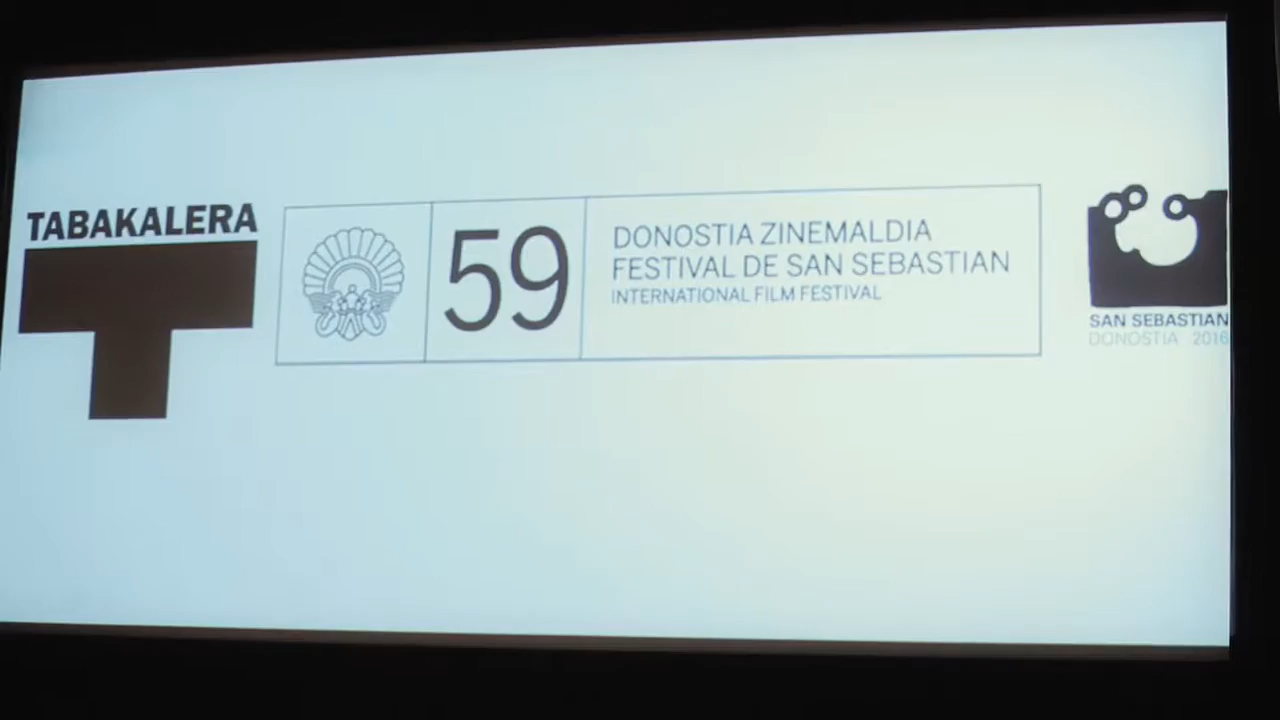 TABAKALERA
59
DONOSTIA ZINEMALDIA
FESTIVAL DE SAN SEBASTIAN
INTERNATIONAL FILM FESTIVAL
SAN SEBASTIAN
DONOSTIA 2016